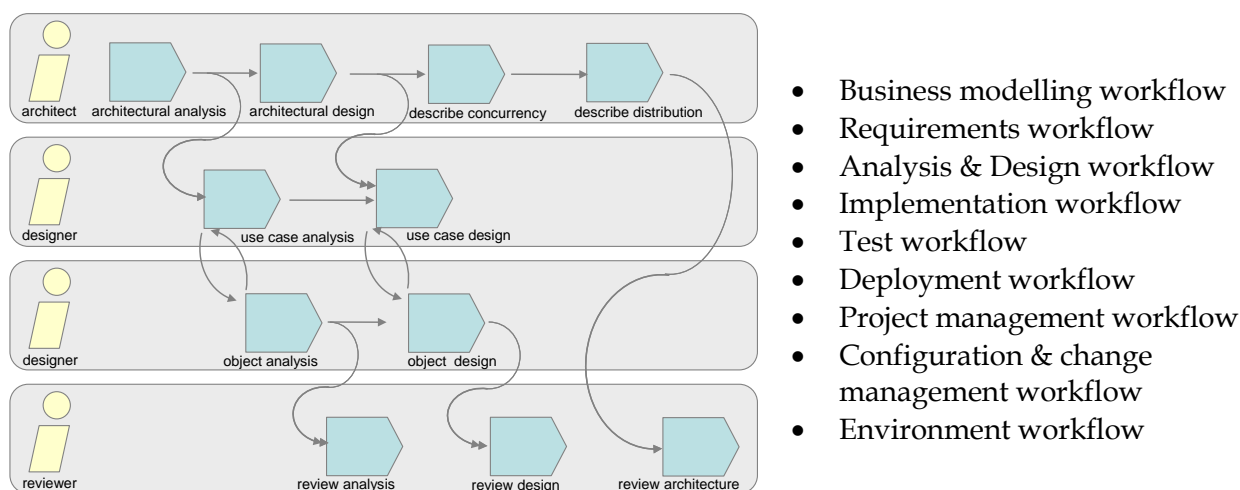 architect
architectural analysis
architectural design
describe concurrency
describe distribution
designer
use case analysis
use case design
designer
object analysis
object design
reviewer
review analysis
review design
review architecture
• Business modelling workflow
• Requirements workflow
• Analysis & Design workflow
• Implementation workflow
• Test workflow
• Deployment workflow
• Project management workflow
• Configuration & change
management workflow
• Environment workflow